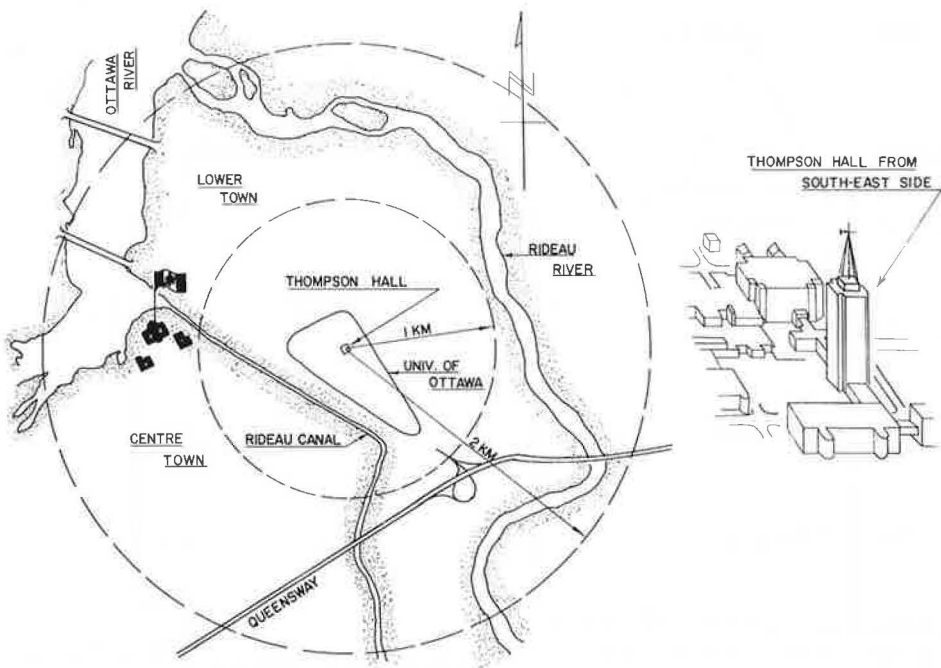 OTTAWA
RIVER
N
LOWER
TOWN
THOMPSON HALL FROM
SOUTH-EAST SIDE
RIDEAU
RIVER
THOMPSON HALL
1 KM
UNIV. OF
OTTAWA
CENTRE
TOWN
RIDEAU CANAL
2 KM
QUEENSWAY